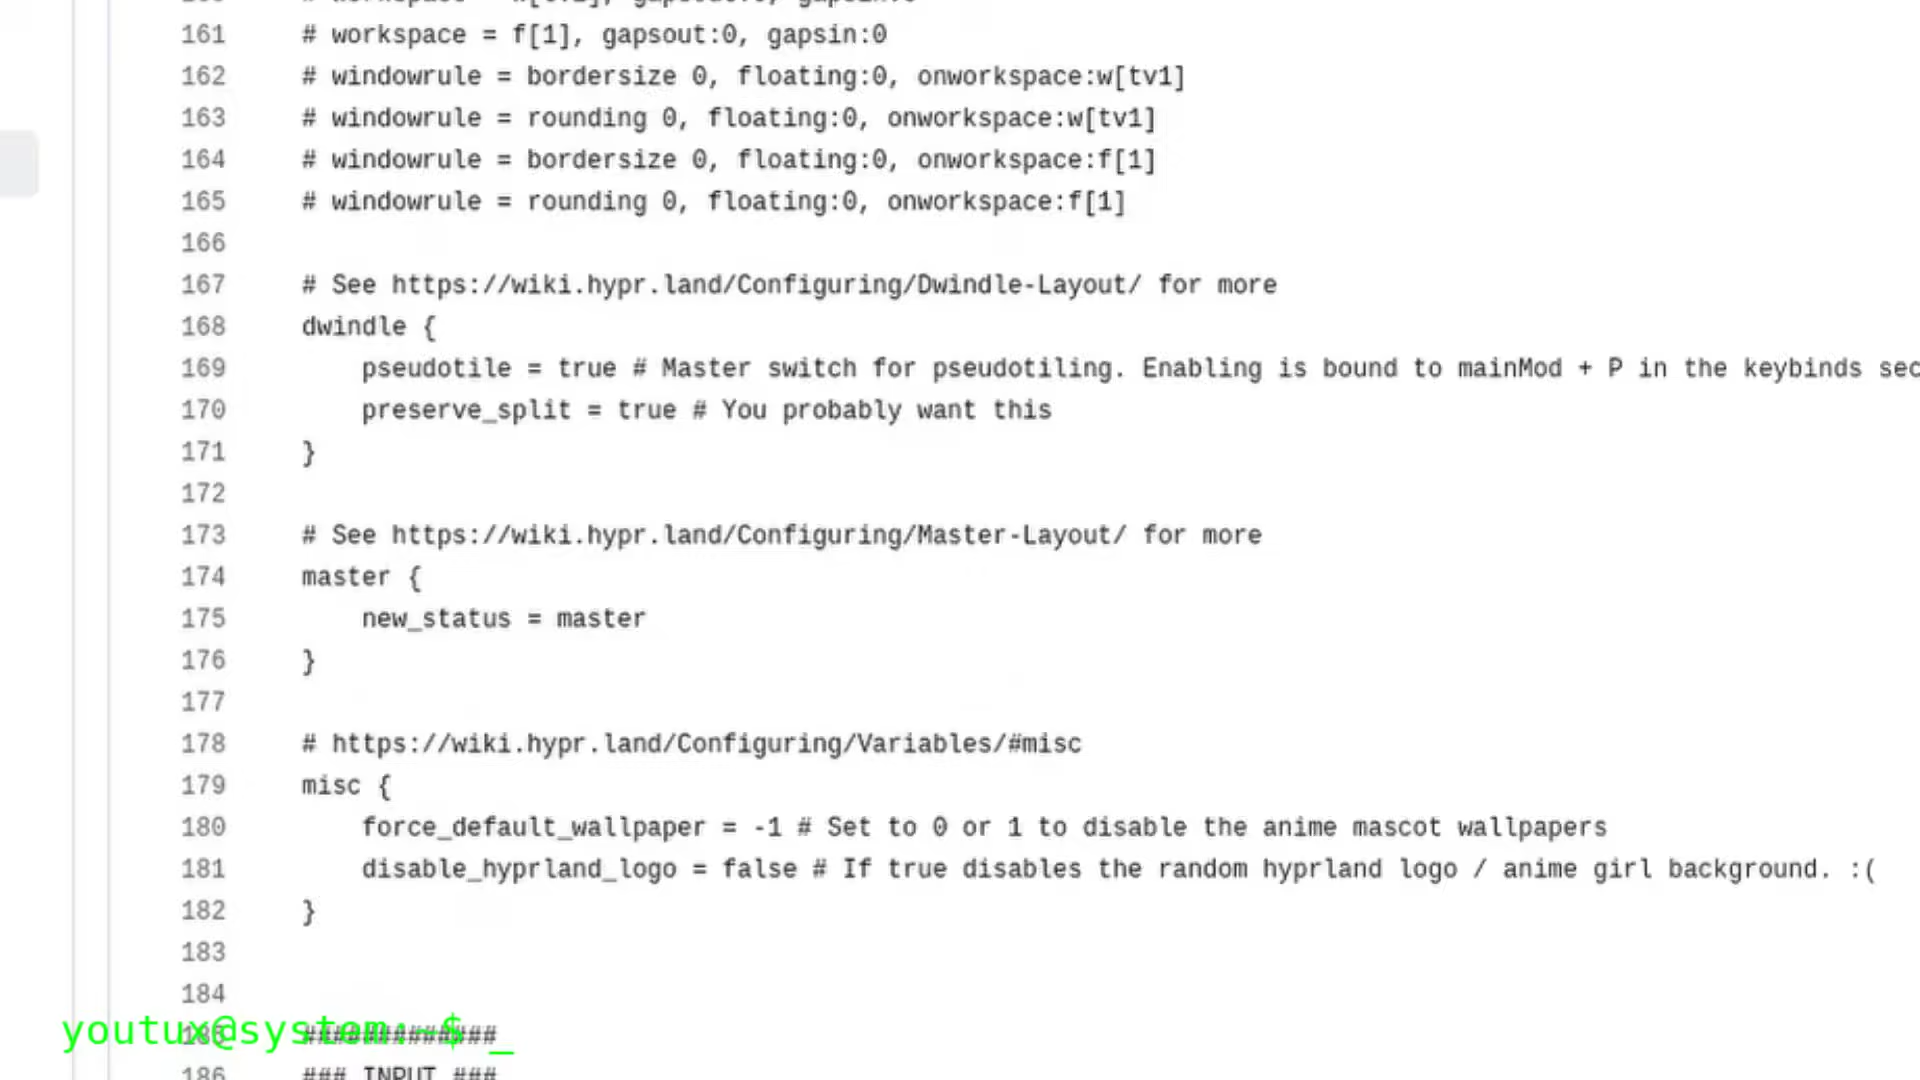 161 # workspace = f[1], gapsout:0, gapsin:0
162 # windowrule = bordersize 0, floating:0, onworkspace:w[tv1]
163 # windowrule = rounding 0, floating:0, onworkspace:w[tv1]
164 # windowrule = bordersize 0, floating:0, onworkspace:f[1]
165 # windowrule = rounding 0, floating:0, onworkspace:f[1]
166
167 # See https://wiki.hypr.land/Configuring/Dwindle-Layout/ for more
168 dwindle {
169     pseudotile = true # Master switch for pseudotiling. Enabling is bound to mainMod + P in the keybinds sec
170     preserve_split = true # You probably want this
171 }
172
173 # See https://wiki.hypr.land/Configuring/Master-Layout/ for more
174 master {
175     new_status = master
176 }
177
178 # https://wiki.hypr.land/Configuring/Variables/#misc
179 misc {
180     force_default_wallpaper = -1 # Set to 0 or 1 to disable the anime mascot wallpapers
181     disable_hyprland_logo = false # If true disables the random hyprland logo / anime girl background. :(
182 }
183
184
185 #############
youtux@system:~$ _
186 ### INPUT ###